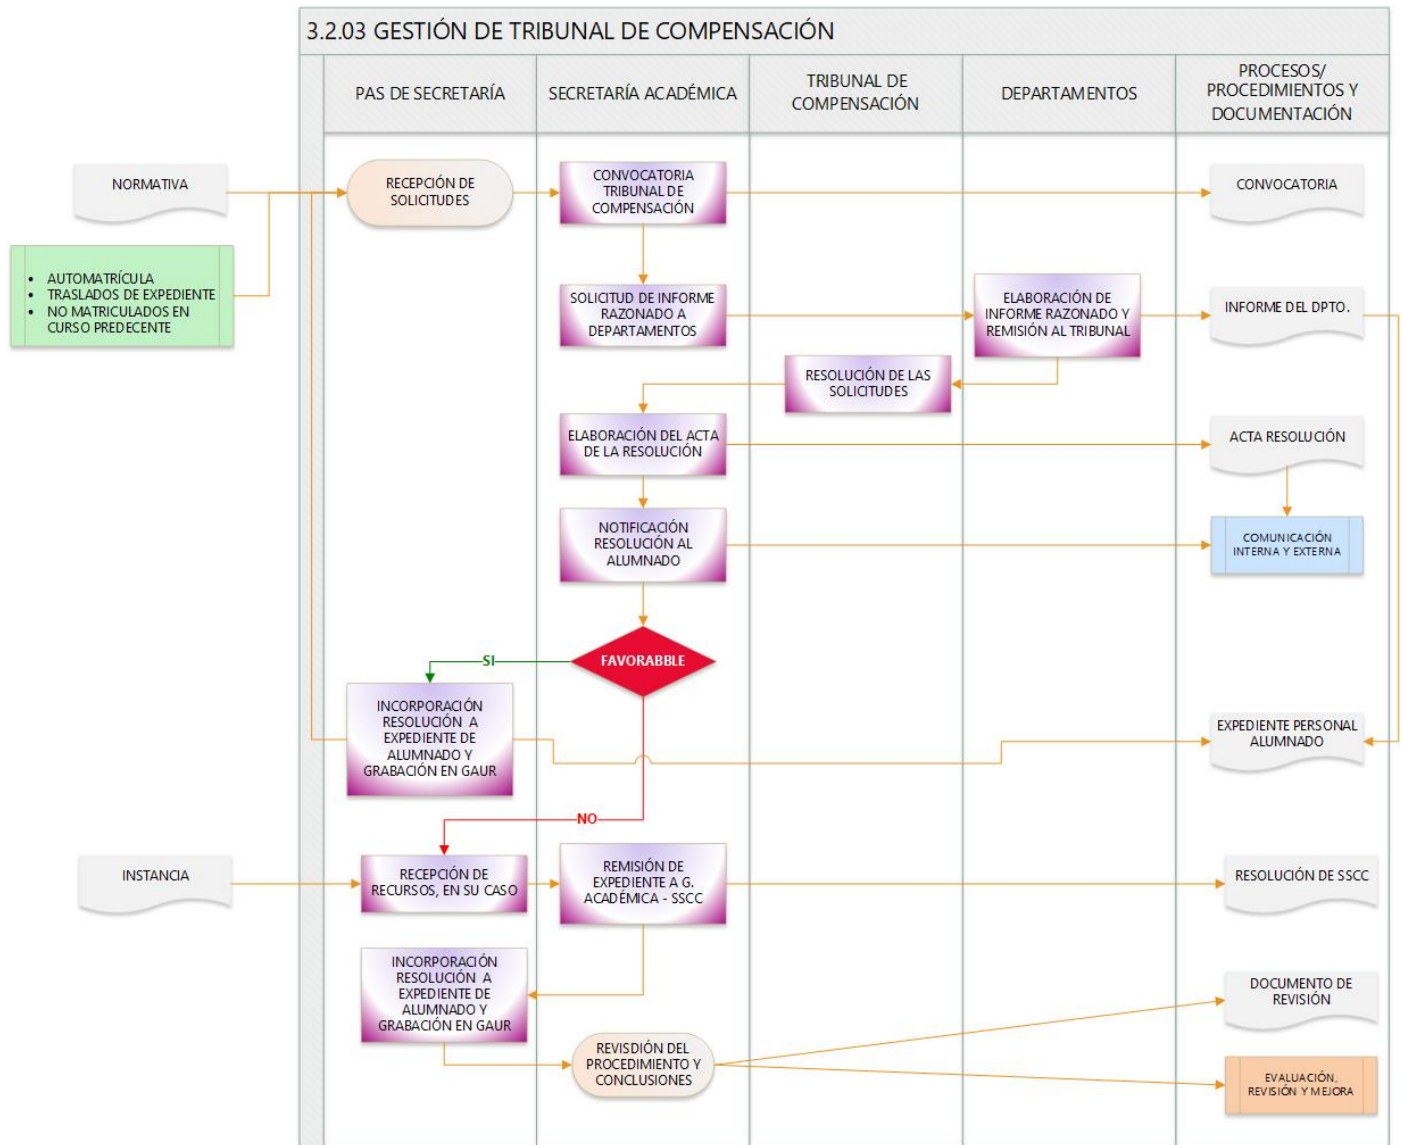 3.2.03 GESTIÓN DE TRIBUNAL DE COMPENSACIÓN
PAS DE SECRETARÍA
SECRETARÍA ACADÉMICA
TRIBUNAL DE
COMPENSACIÓN
DEPARTAMENTOS
PROCESOS/
PROCEDIMIENTOS Y
DOCUMENTACIÓN
NORMATIVA
RECEPCIÓN DE
SOLICITUDES
CONVOCATORIA
TRIBUNAL DE
COMPENSACIÓN
CONVOCATORIA
• AUTOMATRÍCULA
• TRASLADOS DE EXPEDIENTE
• NO MATRICULADOS EN
CURSO PREDECENTE
SOLICITUD DE INFORME
RAZONADO A
DEPARTAMENTOS
ELABORACIÓN DE
INFORME RAZONADO Y
REMISIÓN AL TRIBUNAL
INFORME DEL DPTO.
RESOLUCIÓN DE LAS
SOLICITUDES
ELABORACIÓN DEL ACTA
DE LA RESOLUCIÓN
ACTA RESOLUCIÓN
NOTIFICACIÓN
RESOLUCIÓN AL
ALUMNADO
COMUNICACIÓN
INTERNA Y EXTERNA
FAVORABBLE
SI
INCORPORACIÓN
RESOLUCIÓN A
EXPEDIENTE DE
ALUMNADO Y
GRABACIÓN EN GAUR
EXPEDIENTE PERSONAL
ALUMNADO
NO
INSTANCIA
RECEPCIÓN DE
RECURSOS, EN SU CASO
REMISIÓN DE
EXPEDIENTE A G.
ACADÉMICA - SSCC
RESOLUCIÓN DE SSCC
INCORPORACIÓN
RESOLUCIÓN A
EXPEDIENTE DE
ALUMNADO Y
GRABACIÓN EN GAUR
DOCUMENTO DE
REVISIÓN
REVISDIÓN DEL
PROCEDIMIENTO Y
CONCLUSIONES
EVALUACIÓN,
REVISIÓN Y MEJORA